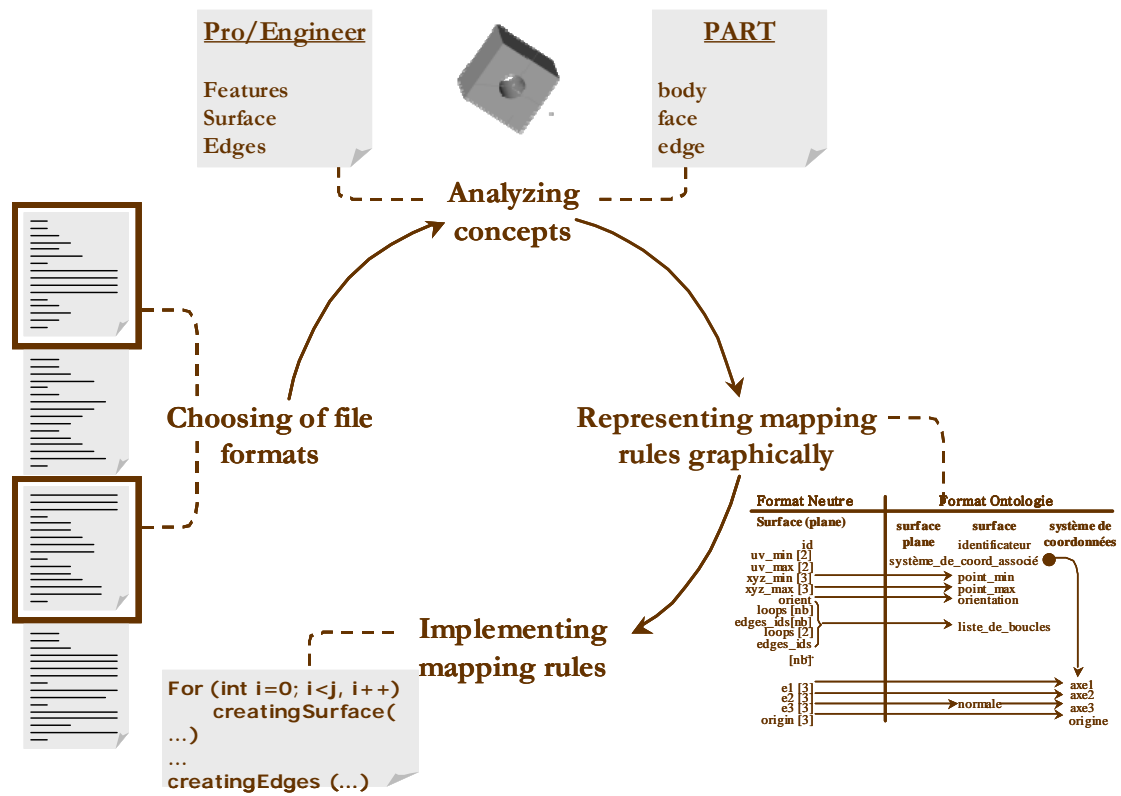 Pro/Engineer
Features
Surface
Edges
PART
body
face
edge
Analyzing
concepts
Choosing of file
formats
Representing mapping
rules graphically
Implementing
mapping rules
For (int i=0; i<j, i++)
creatingSurface(
...)
...
creatingEdges (...)
Format Neutre
Format Ontologie
Surface (plane)
surface
plane
surface
système de
coordonnées
id
identificateur
uv_min [2]
système_de_coord_associé
uv_max [2]
xyz_min [3]
point_min
xyz_max [3]
point_max
orient
orientation
loops [nb]
edges_ids[nb]
liste_de_boucles
loops [2]
edges_ids
[nb]
e1 [3]
axe1
e2 [3]
axe2
e3 [3]
normale
axe3
origin [3]
origine